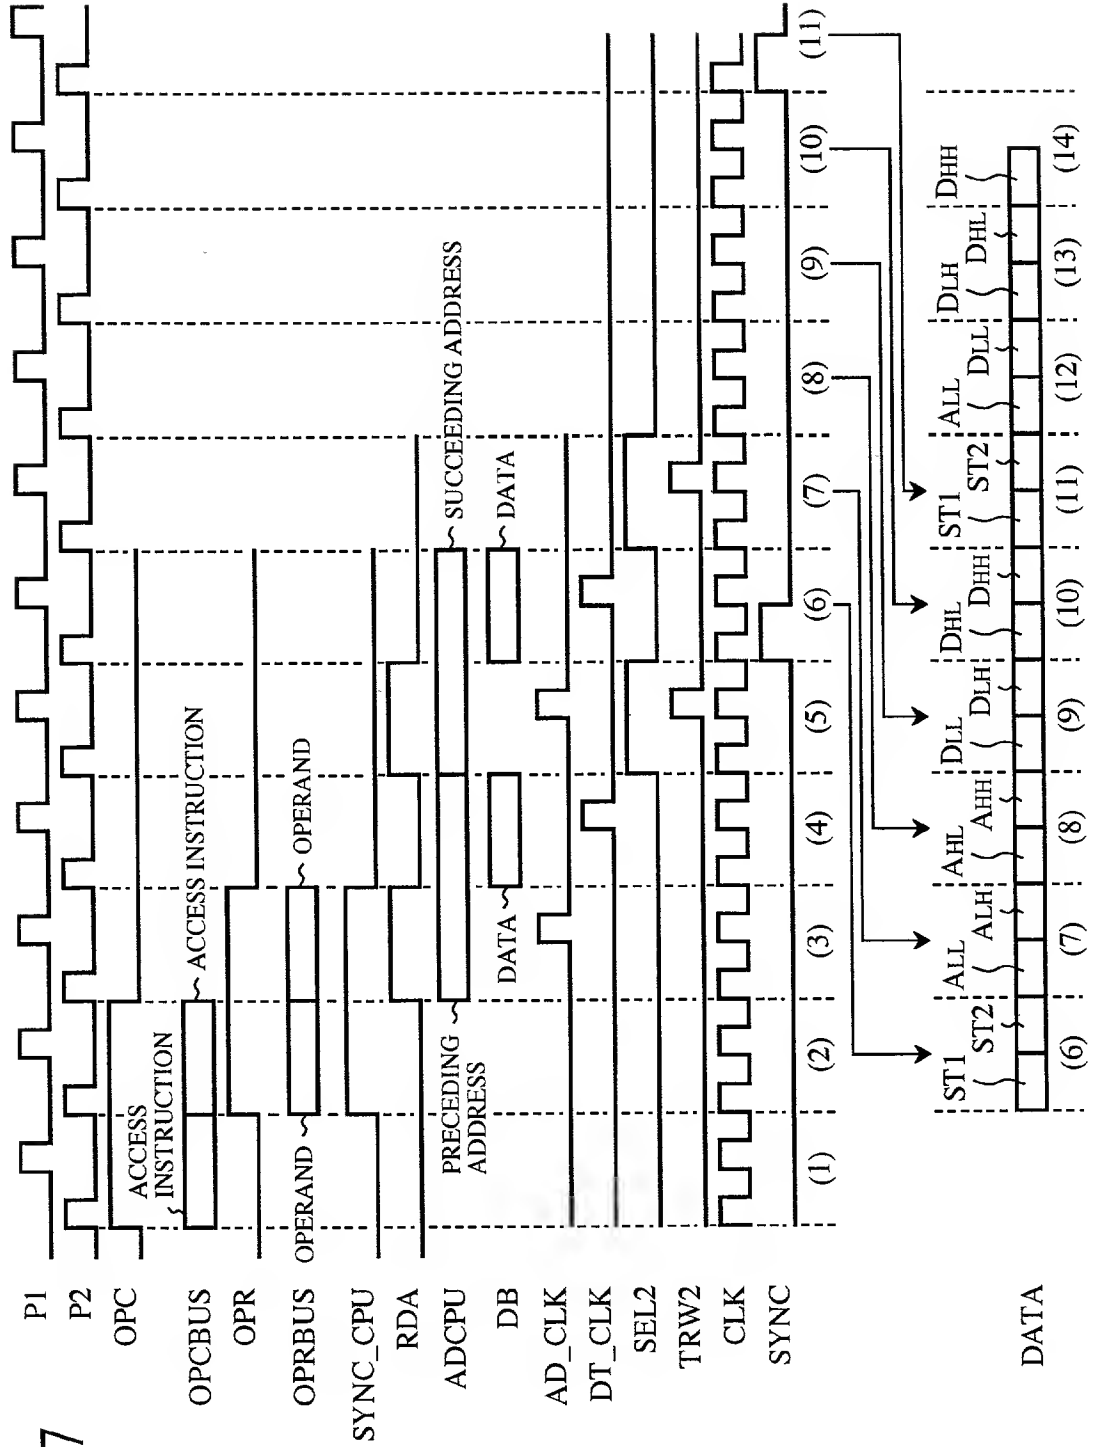 7
P1
P2
OPC
ACCESS
INSTRUCTION
OPCBUS
ACCESS INSTRUCTION
OPR
OPRBUS
OPERAND
OPERAND
SYNC_CPU
RDA
ADCPU
PRECEDING
ADDRESS
SUCCEEDING ADDRESS
DB
DATA
DATA
AD_CLK
DT_CLK
SEL2
TRW2
CLK
SYNC
(1) (2) (3) (4) (5) (6) (7) (8) (9) (10) (11)
ST1 ST2 ALL ALH AHL AHH DLL DLH DHL DHH ST1 ST2 ALL DLL DLH DHL DHH
DATA
(6) (7) (8) (9) (10) (11) (12) (13) (14)